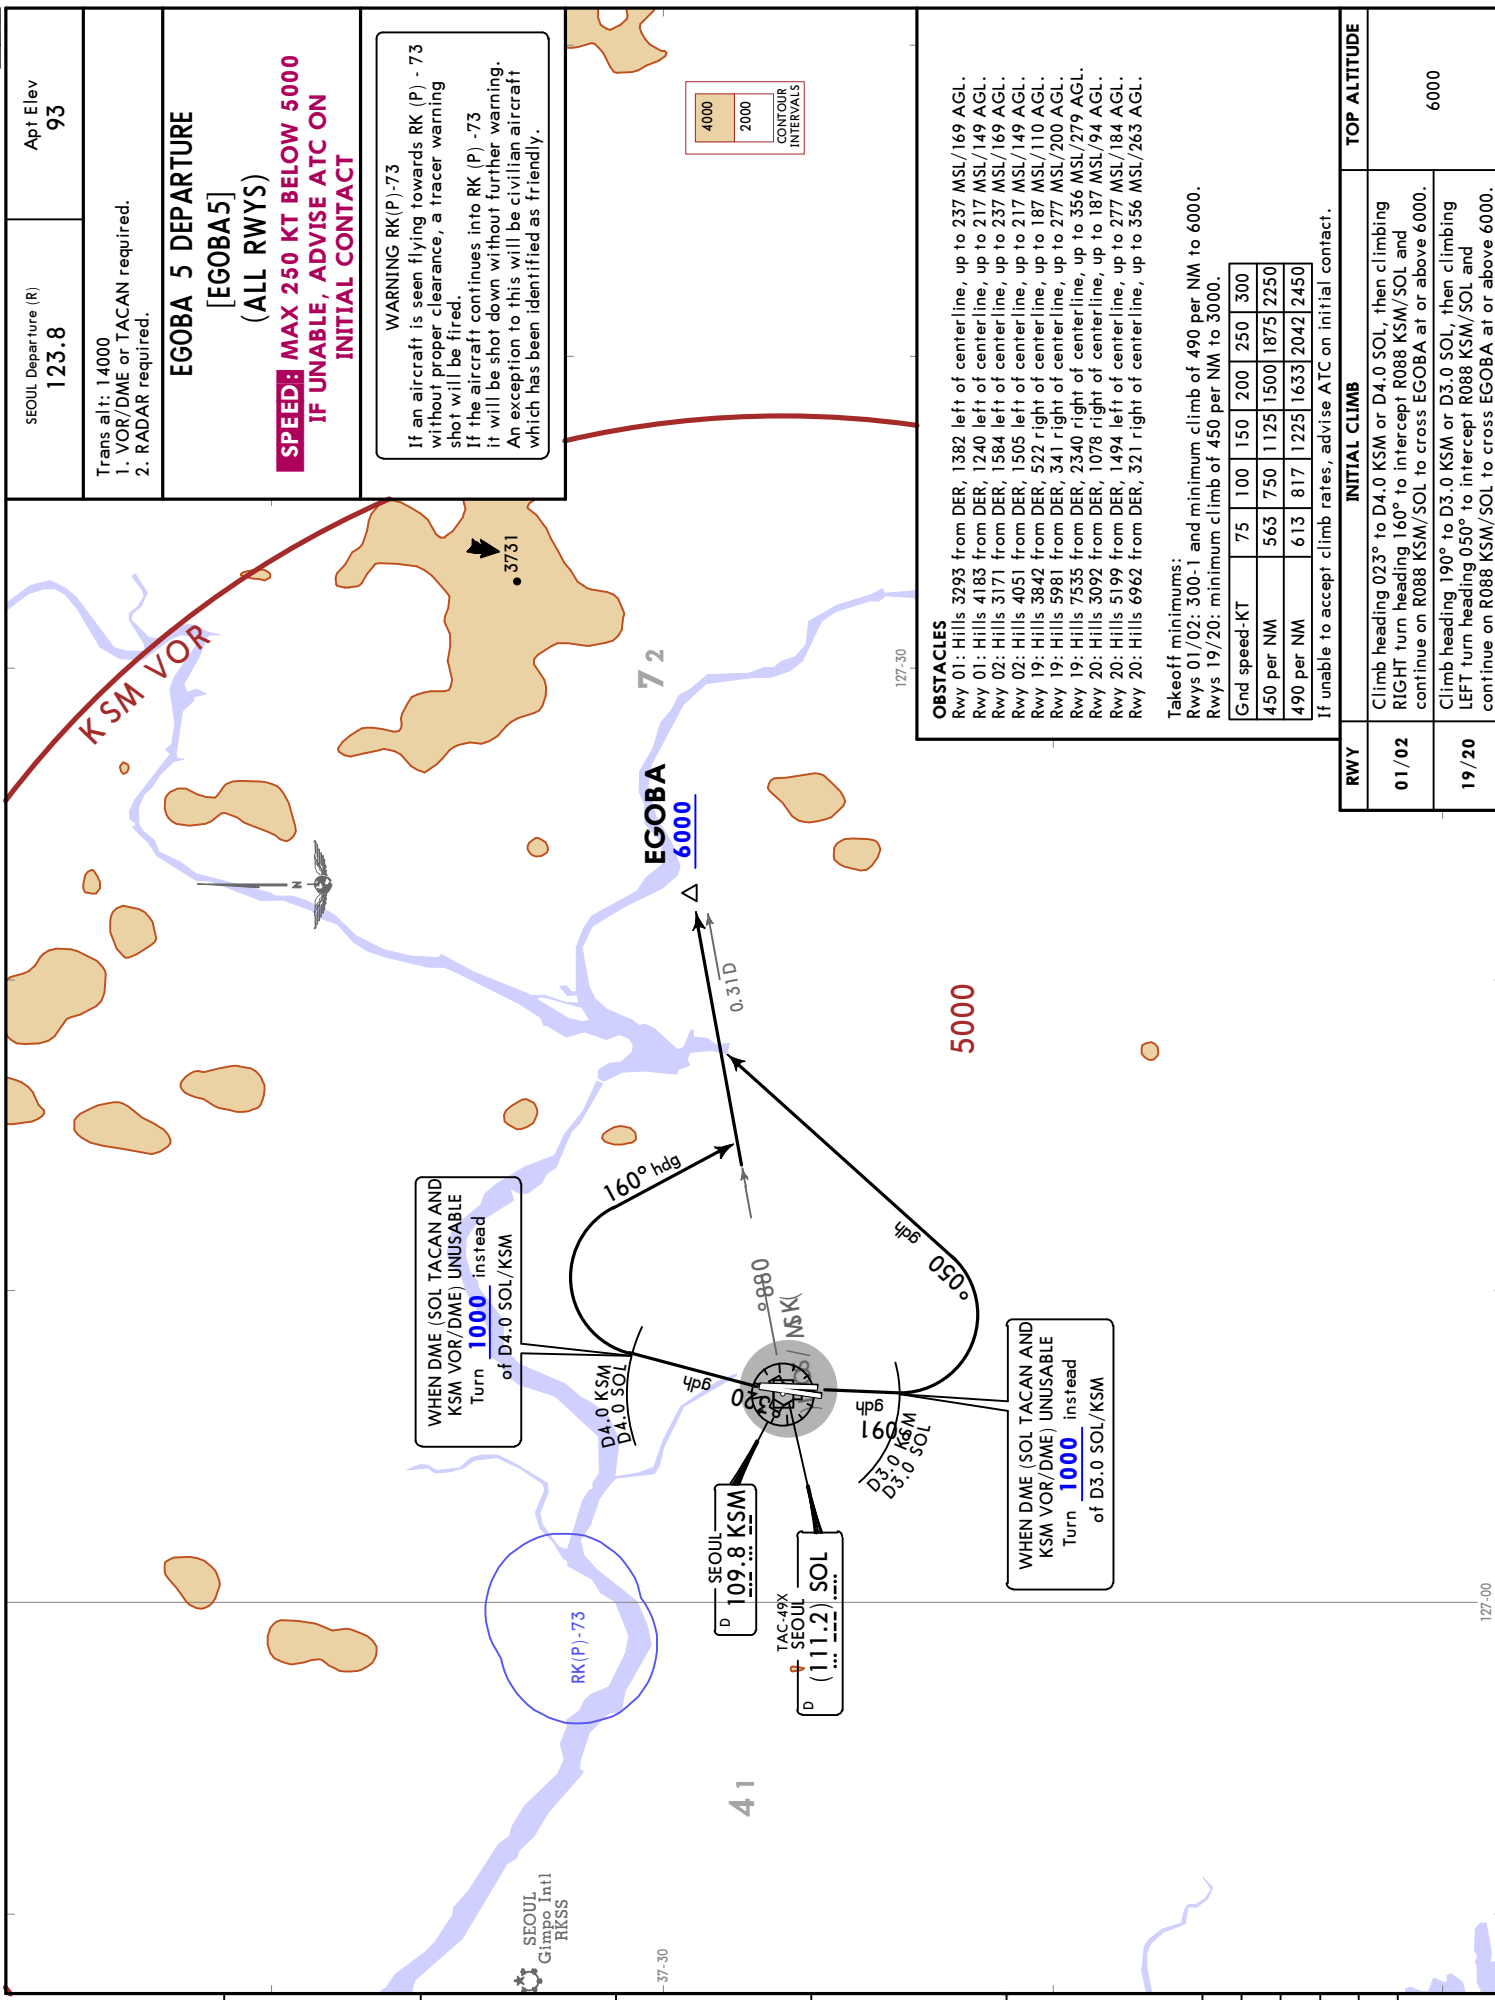 SEOUL Departure (R)
123.8
Apt Elev
93
Trans alt: 14000
1. VOR/DME or TACAN required.
2. RADAR required.
EGOBA 5 DEPARTURE
[EGOBA5]
(ALL RWYS)
SPEED: MAX 250 KT BELOW 5000
IF UNABLE, ADVISE ATC ON
INITIAL CONTACT
WARNING RK(P)-73
If an aircraft is seen flying towards RK (P) - 73
without proper clearance, a tracer warning
shot will be fired.
If the aircraft continues into RK (P) -73
it will be shot down without further warning.
An exception to this will be civilian aircraft
which has been identified as friendly.
4000
2000
CONTOUR
INTERVALS
KSM VOR
3731
N
7 2
127-30
EGOBA
6000
0.31D
5000
WHEN DME (SOL TACAN AND
KSM VOR/DME) UNUSABLE
Turn 1000 instead
of D4.0 SOL/KSM
160° hdg
D4.0 KSM
D4.0 SOL
hdg
023°
088°
hdg
190°
D3.0 KSM
D3.0 SOL
050°
hdg
WHEN DME (SOL TACAN AND
KSM VOR/DME) UNUSABLE
Turn 1000 instead
of D3.0 SOL/KSM
SEOUL
D 109.8 KSM
TAC-49X
SEOUL
D (111.2) SOL
RK(P)-73
4 1
SEOUL
Gimpo Intl
RKSS
37-30
127-00
OBSTACLES
Rwy 01: Hills 3293 from DER, 1382 left of centerline, up to 237 MSL/169 AGL.
Rwy 01: Hills 4183 from DER, 1240 left of centerline, up to 217 MSL/149 AGL.
Rwy 02: Hills 3171 from DER, 1584 left of centerline, up to 237 MSL/169 AGL.
Rwy 02: Hills 4051 from DER, 1505 left of centerline, up to 217 MSL/149 AGL.
Rwy 19: Hills 3842 from DER, 522 right of centerline, up to 187 MSL/110 AGL.
Rwy 19: Hills 5981 from DER, 341 right of centerline, up to 277 MSL/200 AGL.
Rwy 19: Hills 7535 from DER, 2340 right of centerline, up to 356 MSL/279 AGL.
Rwy 20: Hills 3092 from DER, 1078 right of centerline, up to 187 MSL/94 AGL.
Rwy 20: Hills 5199 from DER, 1494 left of centerline, up to 277 MSL/184 AGL.
Rwy 20: Hills 6962 from DER, 321 right of centerline, up to 356 MSL/263 AGL.
Takeoff minimums:
Rwys 01/02: 300-1 and minimum climb of 490 per NM to 6000.
Rwys 19/20: minimum climb of 450 per NM to 3000.
Gnd speed-KT 75 100 150 200 250 300
450 per NM 563 750 1125 1500 1875 2250
490 per NM 613 817 1225 1633 2042 2450
If unable to accept climb rates, advise ATC on initial contact.
RWY INITIAL CLIMB TOP ALTITUDE
01/02
Climb heading 023° to D4.0 KSM or D4.0 SOL, then climbing
RIGHT turn heading 160° to intercept R088 KSM/SOL and
continue on R088 KSM/SOL to cross EGOBA at or above 6000.
19/20
Climb heading 190° to D3.0 KSM or D3.0 SOL, then climbing
LEFT turn heading 050° to intercept R088 KSM/SOL and
continue on R088 KSM/SOL to cross EGOBA at or above 6000.
6000